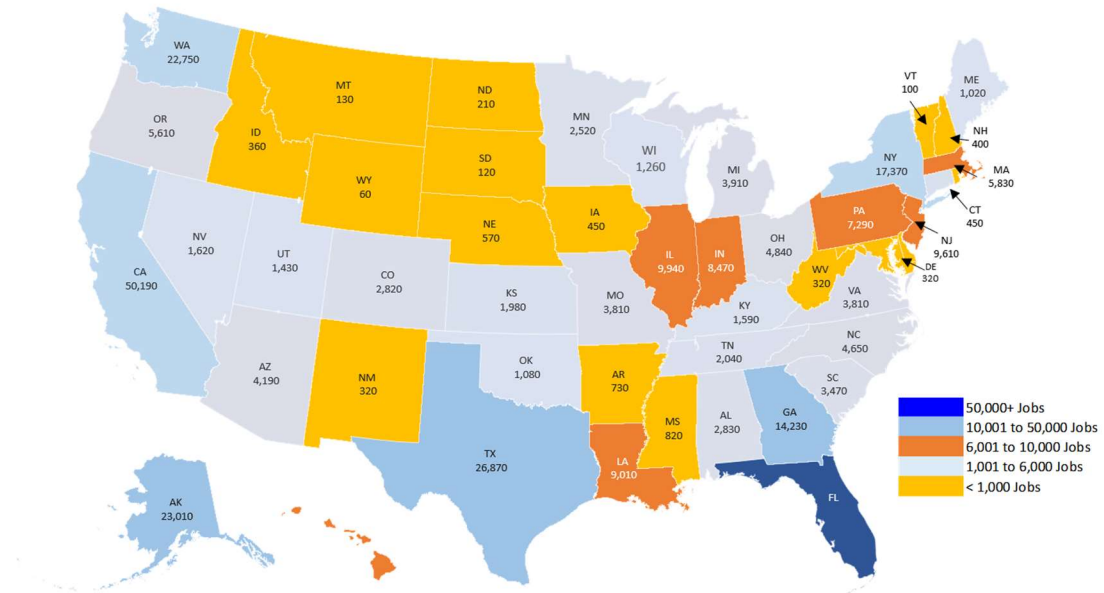 WA
22,750
OR
5,610
CA
50,190
NV
1,620
ID
360
MT
130
WY
60
UT
1,430
AZ
4,190
CO
2,820
NM
320
ND
210
SD
120
NE
570
KS
1,980
OK
1,080
TX
26,870
MN
2,520
IA
450
MO
3,810
AR
730
LA
9,010
WI
1,260
IL
9,940
MI
3,910
IN
8,470
OH
4,840
KY
1,590
TN
2,040
MS
820
AL
2,830
GA
14,230
FL
SC
3,470
NC
4,650
VA
3,810
WV
320
PA
7,290
NY
17,370
VT
100
ME
1,020
NH
400
MA
5,830
CT
450
NJ
9,610
DE
320
AK
23,010
50,000+ Jobs
10,001 to 50,000 Jobs
6,001 to 10,000 Jobs
1,001 to 6,000 Jobs
< 1,000 Jobs